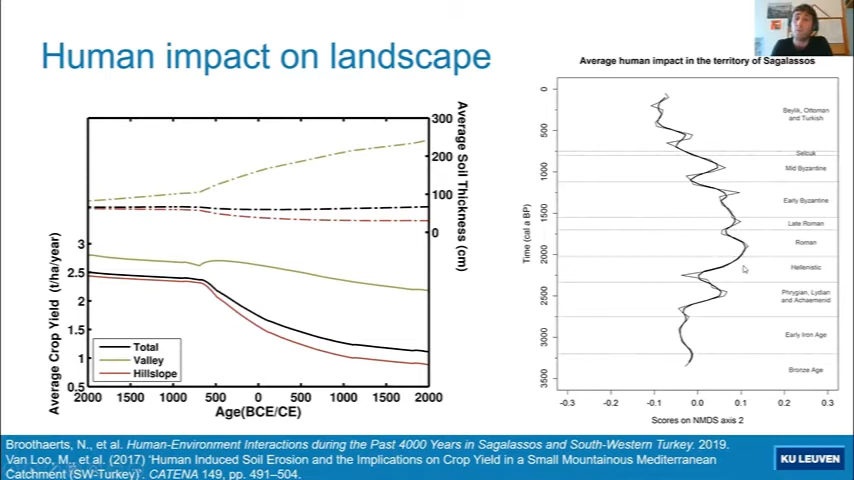 Human impact on landscape
Average human impact in the territory of Sagalassos
300
200
100
0
Average Soil Thickness (cm)
3
2.5
2
1.5
1
0.5
Average Crop Yield (t/ha/year)
Total
Valley
Hillslope
2000 1500 1000 500 0 500 1000 1500 2000
Age(BCE/CE)
0
500
1000
1500
2000
2500
3000
3500
Time (cal a BP)
Beylik, Ottoman
and Turkish
Selcuk
Mid Byzantine
Early Byzantine
Late Roman
Roman
Hellenistic
Phrygian, Lydian
and Achaemenid
Early Iron Age
Bronze Age
-0.3 -0.2 -0.1 0.0 0.1 0.2 0.3
Scores on NMDS axis 2
Broothaerts, N., et al. Human-Environment Interactions during the Past 4000 Years in Sagalassos and South-Western Turkey. 2019.
Van Loo, M., et al. (2017) ‘Human Induced Soil Erosion and the Implications on Crop Yield in a Small Mountainous Mediterranean
Catchment (SW-Turkey)’. CATENA 149, pp. 491–504.
KU LEUVEN